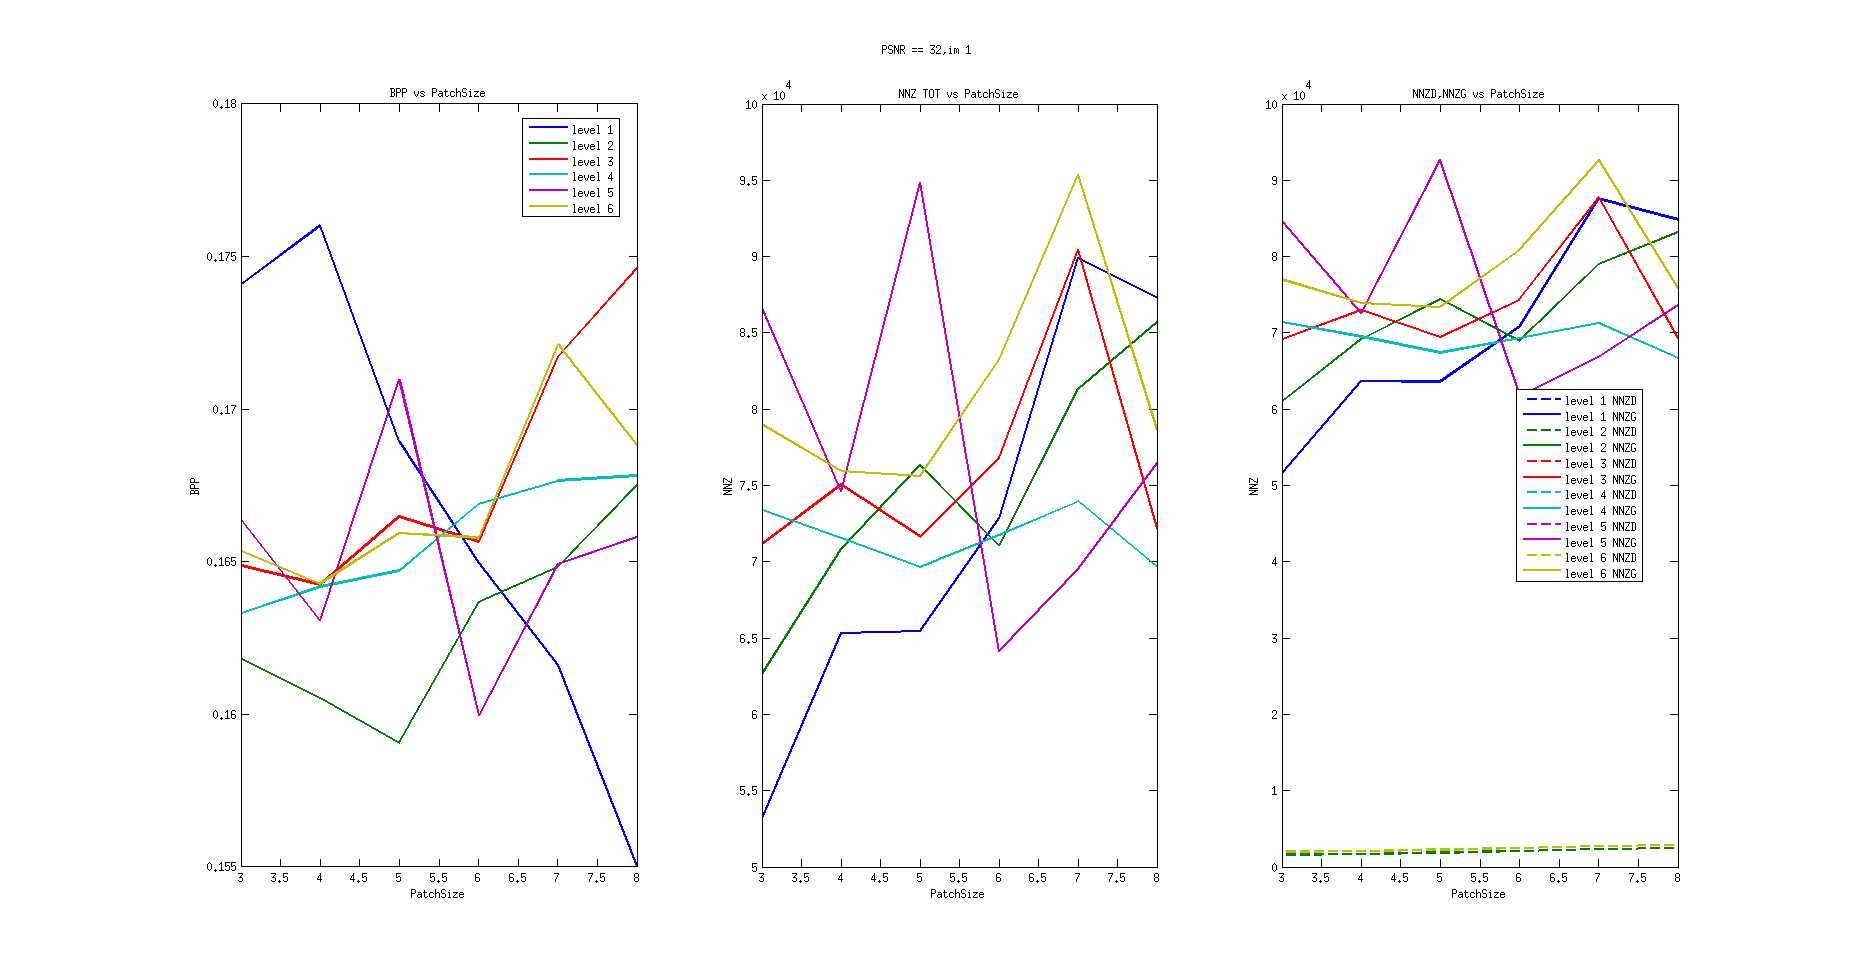 PSNR == 32,im 1
BPP vs PatchSize
0.18
0.175
0.17
0.165
0.16
0.155
BPP
3 3.5 4 4.5 5 5.5 6 6.5 7 7.5 8
PatchSize
level 1
level 2
level 3
level 4
level 5
level 6
NNZ TOT vs PatchSize
x 10 4
10
9.5
9
8.5
8
7.5
7
6.5
6
5.5
5
NNZ
3 3.5 4 4.5 5 5.5 6 6.5 7 7.5 8
PatchSize
NNZD,NNZG vs PatchSize
x 10 4
10
9
8
7
6
5
4
3
2
1
0
NNZ
3 3.5 4 4.5 5 5.5 6 6.5 7 7.5 8
PatchSize
level 1 NNZD
level 1 NNZG
level 2 NNZD
level 2 NNZG
level 3 NNZD
level 3 NNZG
level 4 NNZD
level 4 NNZG
level 5 NNZD
level 5 NNZG
level 6 NNZD
level 6 NNZG